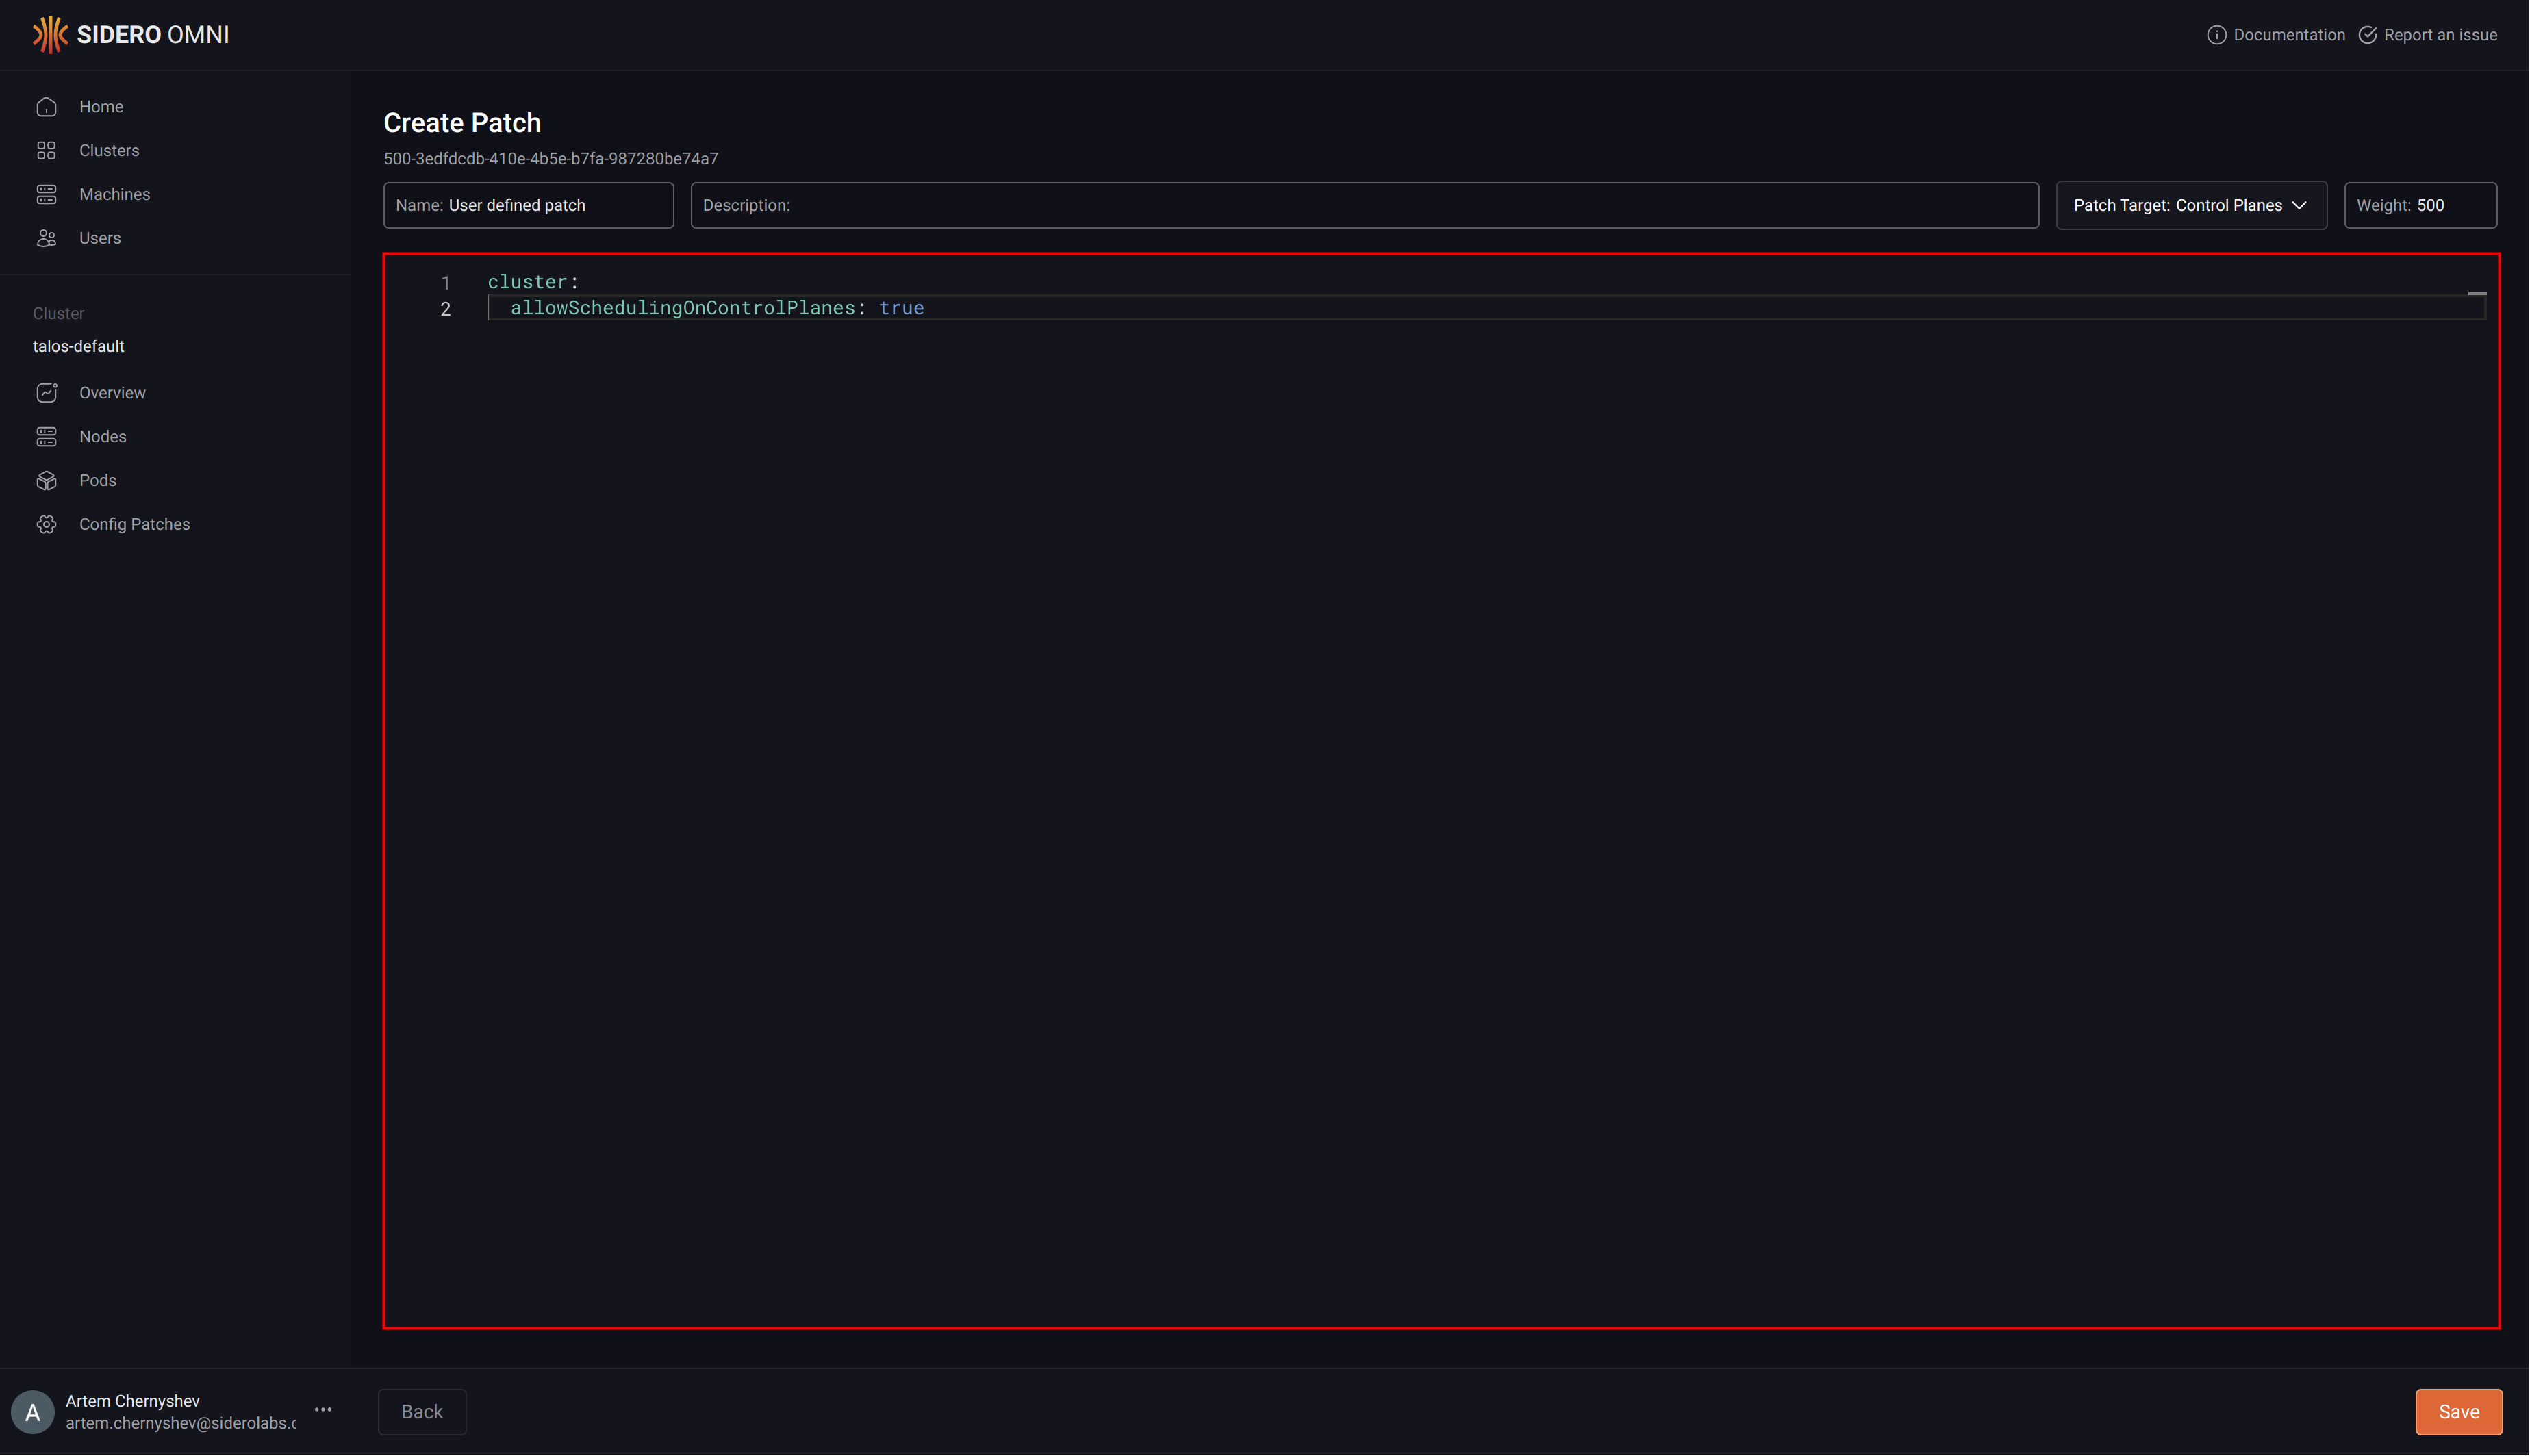 SIDERO OMNI
Documentation
Report an issue
Home
Clusters
Machines
Users
Cluster
talos-default
Overview
Nodes
Pods
Config Patches
Create Patch
500-3edfdcdb-410e-4b5e-b7fa-987280be74a7
Name: User defined patch
Description:
Patch Target: Control Planes
Weight: 500
1 cluster:
2   allowSchedulingOnControlPlanes: true
A
Artem Chernyshev
artem.chernyshev@siderolabs.c
Back
Save